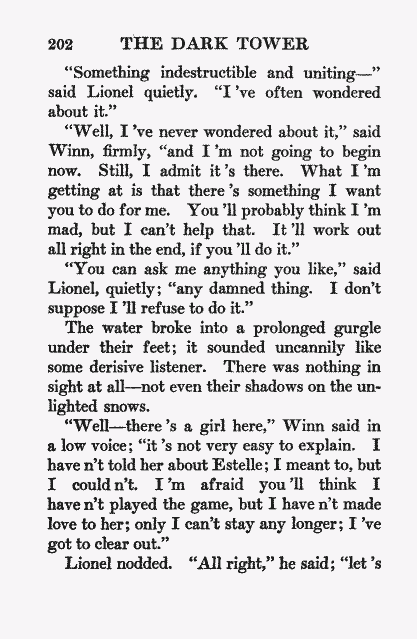 202 THE DARK TOWER
“Something indestructible and uniting—”
said Lionel quietly. “I ’ve often wondered
about it.”
“Well, I ’ve never wondered about it,” said
Winn, firmly, “and I ’m not going to begin
now. Still, I admit it ’s there. What I ’m
getting at is that there ’s something I want
you to do for me. You ’ll probably think I ’m
mad, but I can’t help that. It ’ll work out
all right in the end, if you ’ll do it.”
“You can ask me anything you like,” said
Lionel, quietly; “any damned thing. I don’t
suppose I ’ll refuse to do it.”
The water broke into a prolonged gurgle
under their feet; it sounded uncannily like
some derisive listener. There was nothing in
sight at all—not even their shadows on the un-
lighted snows.
“Well—there ’s a girl here,” Winn said in
a low voice; “it ’s not very easy to explain. I
have n’t told her about Estelle; I meant to, but
I could n’t. I ’m afraid you ’ll think I
have n’t played the game, but I have n’t made
love to her; only I can’t stay any longer; I ’ve
got to clear out.”
Lionel nodded. “All right,” he said; “let ’s